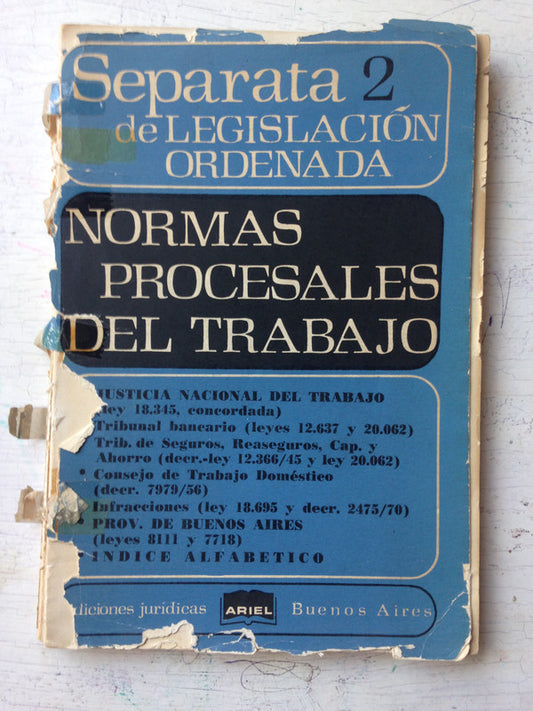 Separata 2
de LEGISLACIÓN
ORDENADA
NORMAS
PROCESALES
DEL TRABAJO
JUSTICIA NACIONAL DEL TRABAJO
(ley 18.345, concordada)
Tribunal bancario (leyes 12.637 y 20.062)
Trib. de Seguros, Reaseguros, Cap. y
Ahorro (decr.-ley 12.366/45 y ley 20.062)
• Consejo de Trabajo Doméstico
(decr. 7979/56)
Infracciones (ley 18.695 y decr. 2475/70)
• PROV. DE BUENOS AIRES
(leyes 8111 y 7718)
• INDICE ALFABETICO
diciones jurídicas ARIEL Buenos Aires